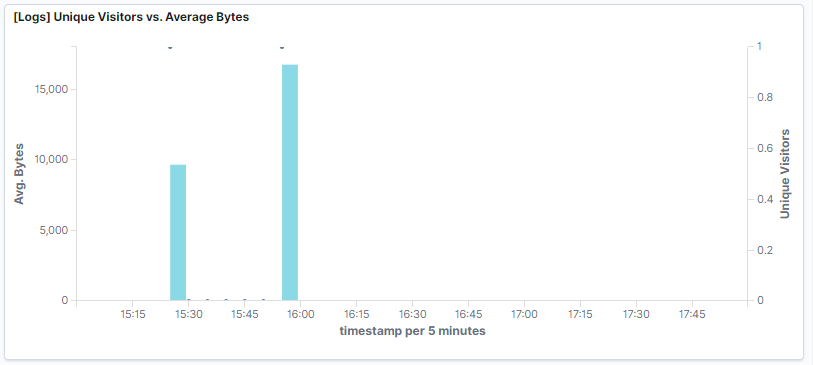 [Logs] Unique Visitors vs. Average Bytes
Avg. Bytes
15,000
10,000
5,000
0
1
0.8
0.6
0.4
0.2
0
Unique Visitors
15:15 15:30 15:45 16:00 16:15 16:30 16:45 17:00 17:15 17:30 17:45
timestamp per 5 minutes